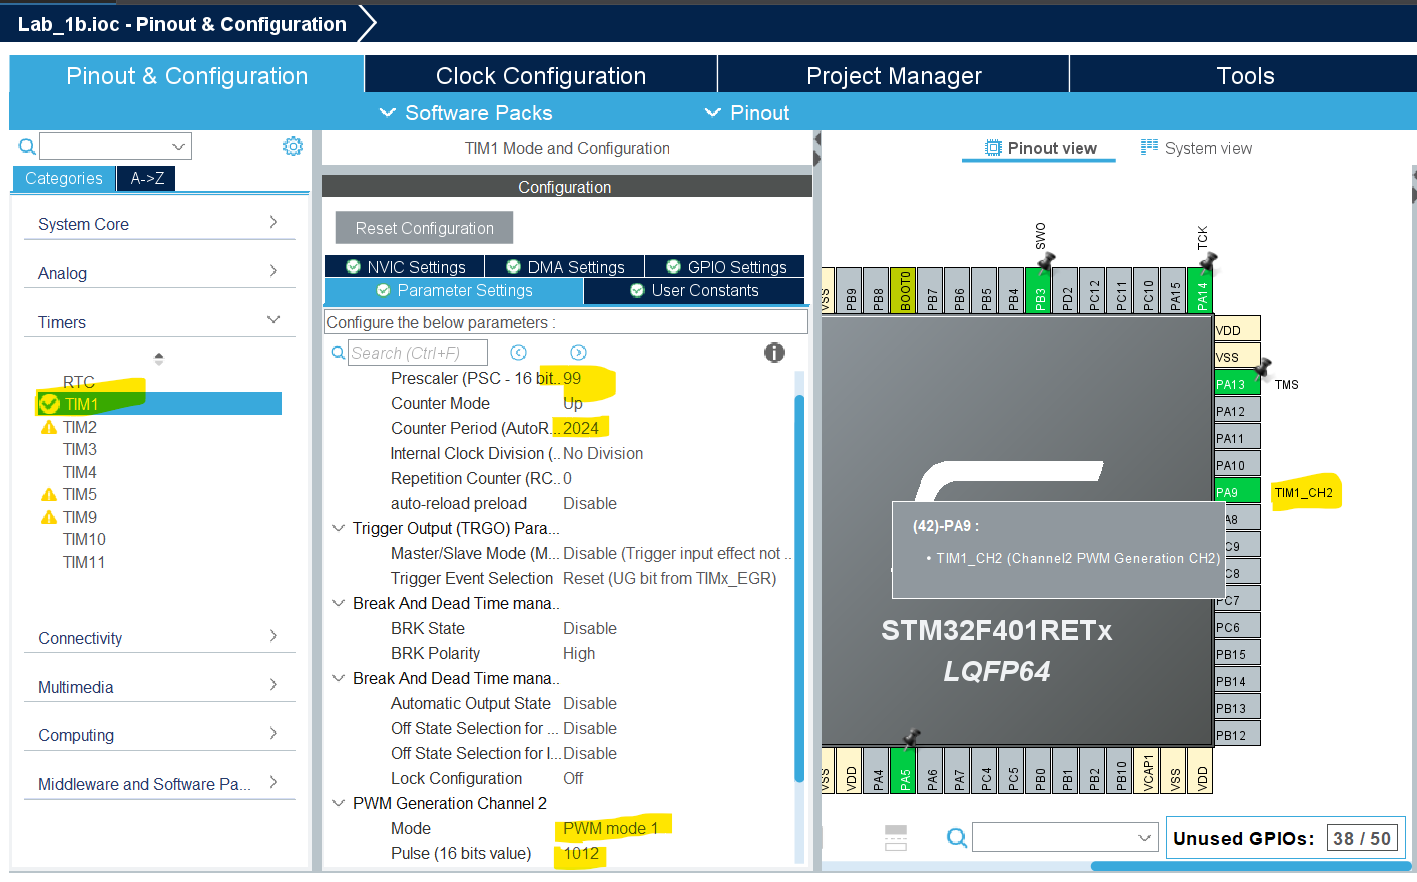 Lab_1b.ioc - Pinout & Configuration
Pinout & Configuration
Clock Configuration
Project Manager
Tools
Software Packs
Pinout
Categories
A->Z
System Core
Analog
Timers
RTC
TIM1
TIM2
TIM3
TIM4
TIM5
TIM9
TIM10
TIM11
Connectivity
Multimedia
Computing
Middleware and Software Pa...
TIM1 Mode and Configuration
Configuration
Reset Configuration
NVIC Settings
DMA Settings
GPIO Settings
Parameter Settings
User Constants
Configure the below parameters :
Search (Ctrl+F)
Prescaler (PSC - 16 bit.. 99
Counter Mode Up
Counter Period (AutoR... 2024
Internal Clock Division (.. No Division
Repetition Counter (RC.. 0
auto-reload preload Disable
Trigger Output (TRGO) Para...
Master/Slave Mode (M... Disable (Trigger input effect not ..
Trigger Event Selection Reset (UG bit from TIMx_EGR)
Break And Dead Time mana..
BRK State Disable
BRK Polarity High
Break And Dead Time mana..
Automatic Output State Disable
Off State Selection for ... Disable
Off State Selection for I... Disable
Lock Configuration Off
PWM Generation Channel 2
Mode PWM mode 1
Pulse (16 bits value) 1012
Pinout view
System view
SWO
TCK
VSS
PB9
PB8
BOOT0
PB7
PB6
PB5
PB4
PB3
PD2
PC12
PC11
PC10
PA15
PA14
VDD
VSS
PA13 TMS
PA12
PA11
PA10
PA9 TIM1_CH2
(42)-PA9 :
• TIM1_CH2 (Channel2 PWM Generation CH2)
A8
C9
C8
PC7
PC6
PB15
PB14
PB13
PB12
STM32F401RETx
LQFP64
VSS
VDD
PA4
PA5
PA6
PA7
PC4
PC5
PB0
PB1
PB2
PB10
VCAP1
VSS
VDD
Unused GPIOs: 38 / 50